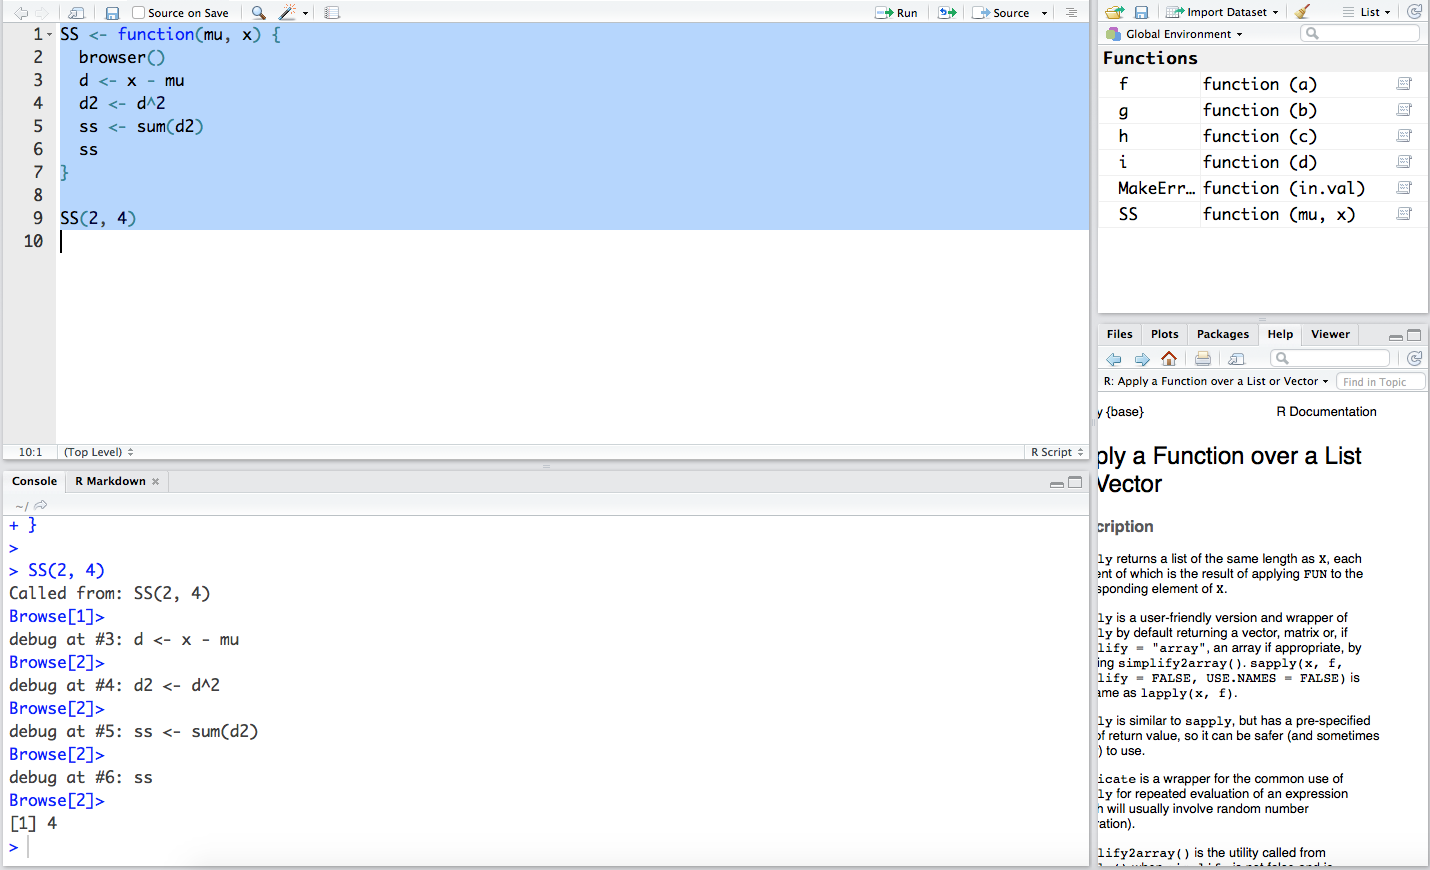 Source on Save
Run
Source
1 SS <- function(mu, x) {
2 browser()
3 d <- x - mu
4 d2 <- d^2
5 ss <- sum(d2)
6 ss
7 }
8
9 SS(2, 4)
10
10:1 (Top Level)
R Script
Console
R Markdown
~/
+ }
>
> SS(2, 4)
Called from: SS(2, 4)
Browse[1]>
debug at #3: d <- x - mu
Browse[2]>
debug at #4: d2 <- d^2
Browse[2]>
debug at #5: ss <- sum(d2)
Browse[2]>
debug at #6: ss
Browse[2]>
[1] 4
>
Import Dataset
List
Global Environment
Functions
f function (a)
g function (b)
h function (c)
i function (d)
MakeErr… function (in.val)
SS function (mu, x)
Files Plots Packages Help Viewer
R: Apply a Function over a List or Vector
Find in Topic
y {base}
R Documentation
ply a Function over a List
Vector
cription
ly returns a list of the same length as X, each
ent of which is the result of applying FUN to the
sponding element of X.
ly is a user-friendly version and wrapper of
ly by default returning a vector, matrix or, if
lify = "array", an array if appropriate, by
ing simplify2array(). sapply(x, f,
lify = FALSE, USE.NAMES = FALSE) is
ame as lapply(x, f).
ly is similar to sapply, but has a pre-specified
of return value, so it can be safer (and sometimes
) to use.
icate is a wrapper for the common use of
ly for repeated evaluation of an expression
h will usually involve random number
ration).
lify2array() is the utility called from